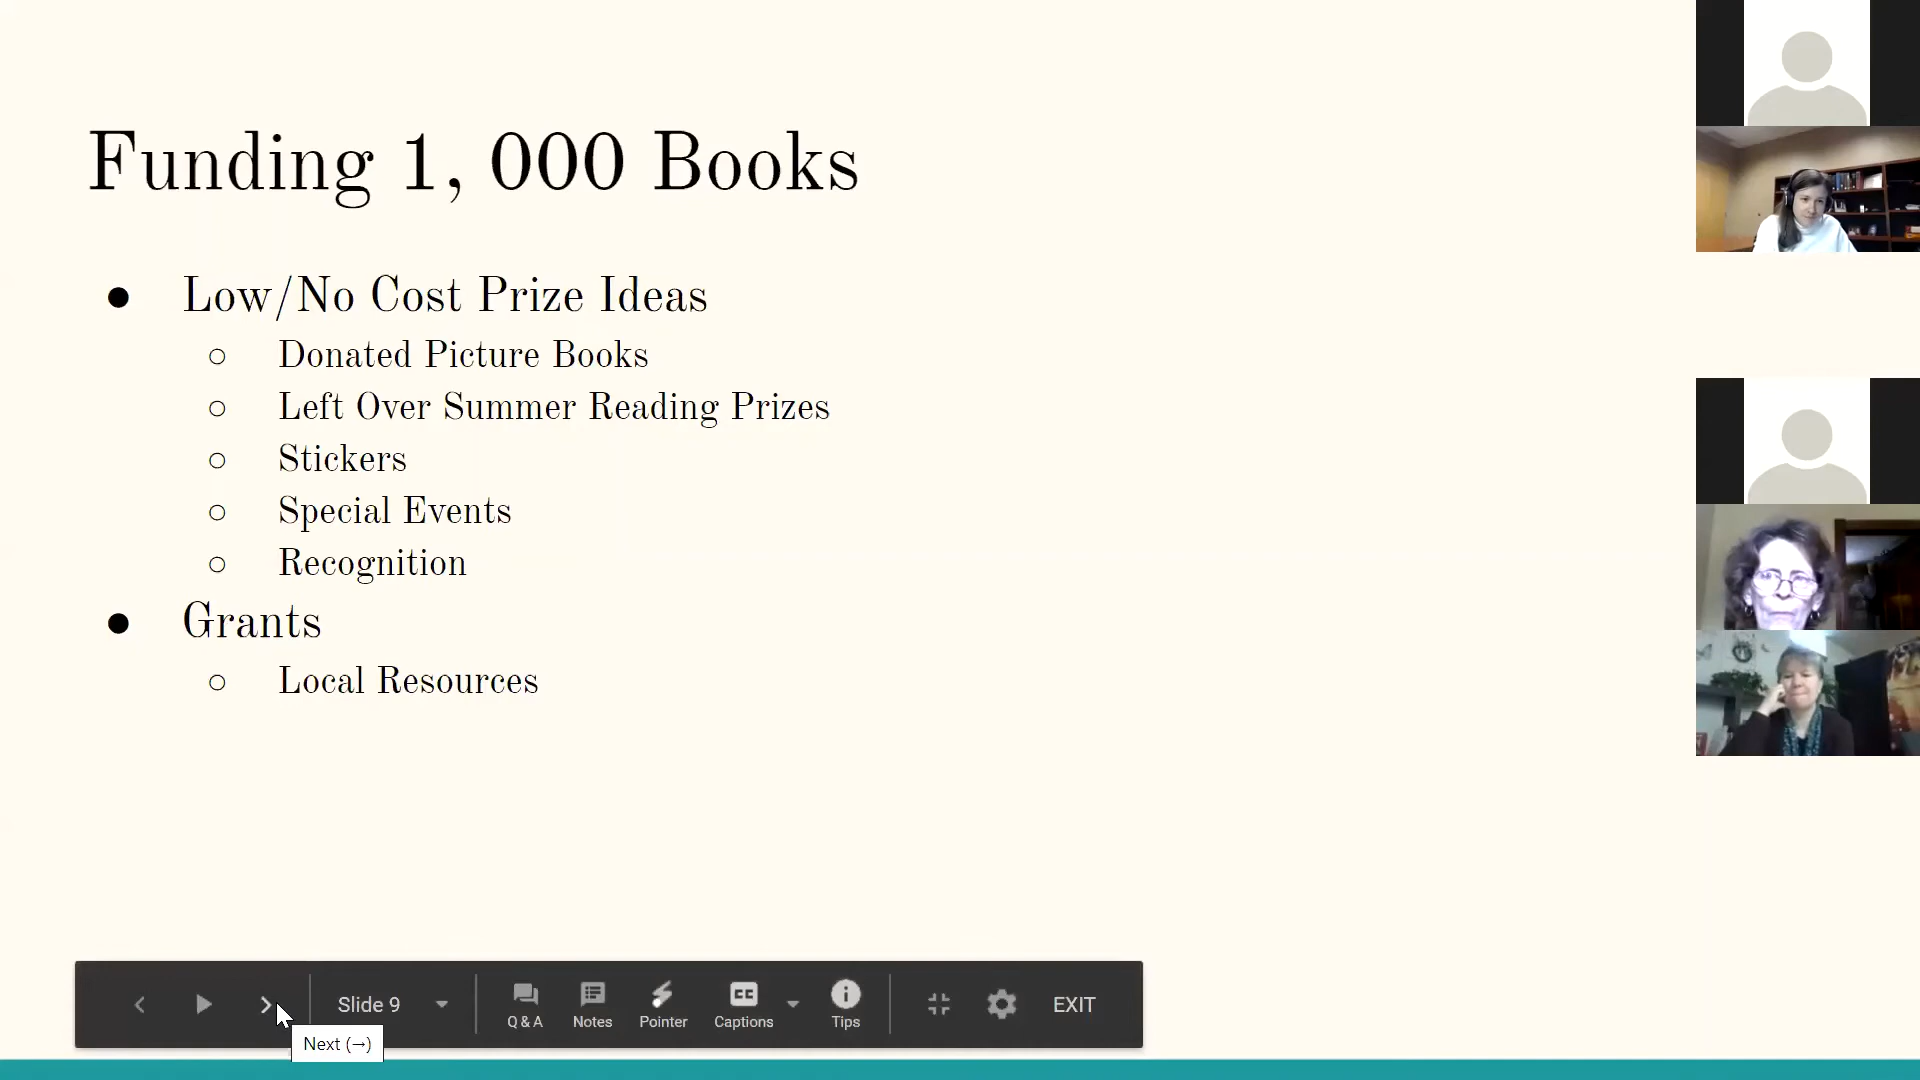 Funding 1, 000 Books
● Low/No Cost Prize Ideas
○ Donated Picture Books
○ Left Over Summer Reading Prizes
○ Stickers
○ Special Events
○ Recognition
● Grants
○ Local Resources
Slide 9
Q & A
Notes
Pointer
CC
Captions
Tips
EXIT
Next (→)